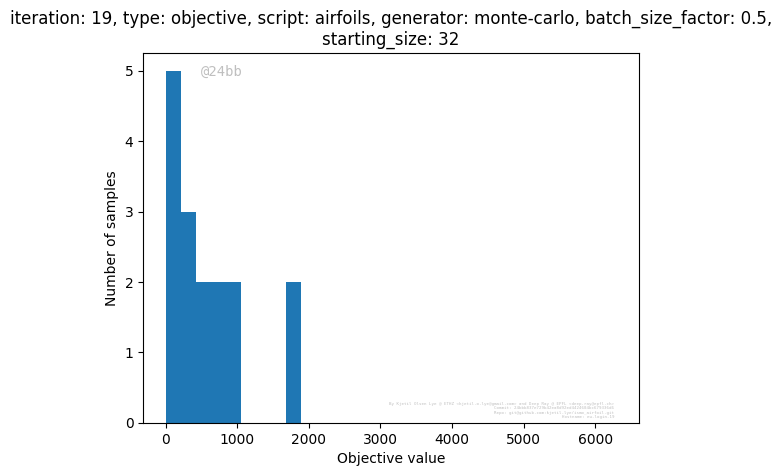 iteration: 19, type: objective, script: airfoils, generator: monte-carlo, batch_size_factor: 0.5,
starting_size: 32
@24bb
5
4
3
2
1
0
Number of samples
0 1000 2000 3000 4000 5000 6000
Objective value